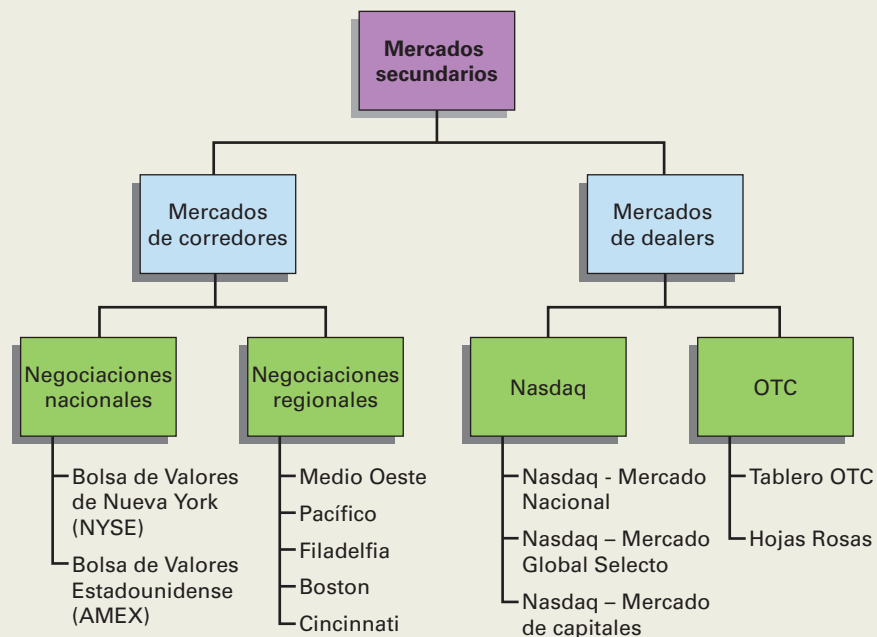 Mercados
secundarios
Mercados
de corredores
Mercados
de dealers
Negociaciones
nacionales
Negociaciones
regionales
Nasdaq
OTC
Bolsa de Valores
de Nueva York
(NYSE)
Bolsa de Valores
Estadounidense
(AMEX)
Medio Oeste
Pacífico
Filadelfia
Boston
Cincinnati
Nasdaq - Mercado
Nacional
Nasdaq – Mercado
Global Selecto
Nasdaq – Mercado
de capitales
Tablero OTC
Hojas Rosas